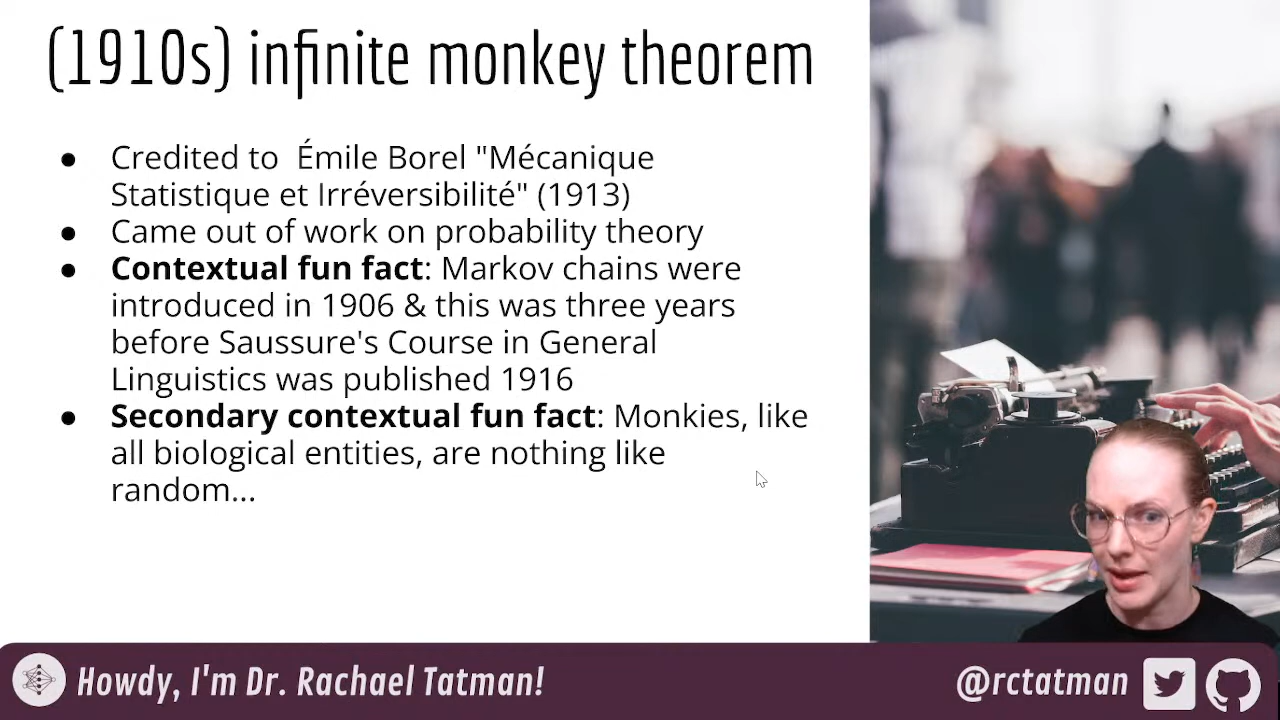 (1910s) infinite monkey theorem
● Credited to Émile Borel "Mécanique
Statistique et Irréversibilité" (1913)
● Came out of work on probability theory
● Contextual fun fact: Markov chains were
introduced in 1906 & this was three years
before Saussure's Course in General
Linguistics was published 1916
● Secondary contextual fun fact: Monkies, like
all biological entities, are nothing like
random...
Howdy, I'm Dr. Rachael Tatman!
@rctatman